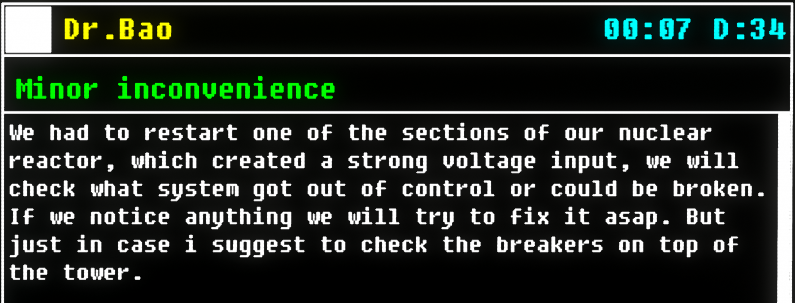 Dr.Bao
00:07 D:34
Minor inconvenience
We had to restart one of the sections of our nuclear
reactor, which created a strong voltage input, we will
check what system got out of control or could be broken.
If we notice anything we will try to fix it asap. But
just in case i suggest to check the breakers on top of
the tower.